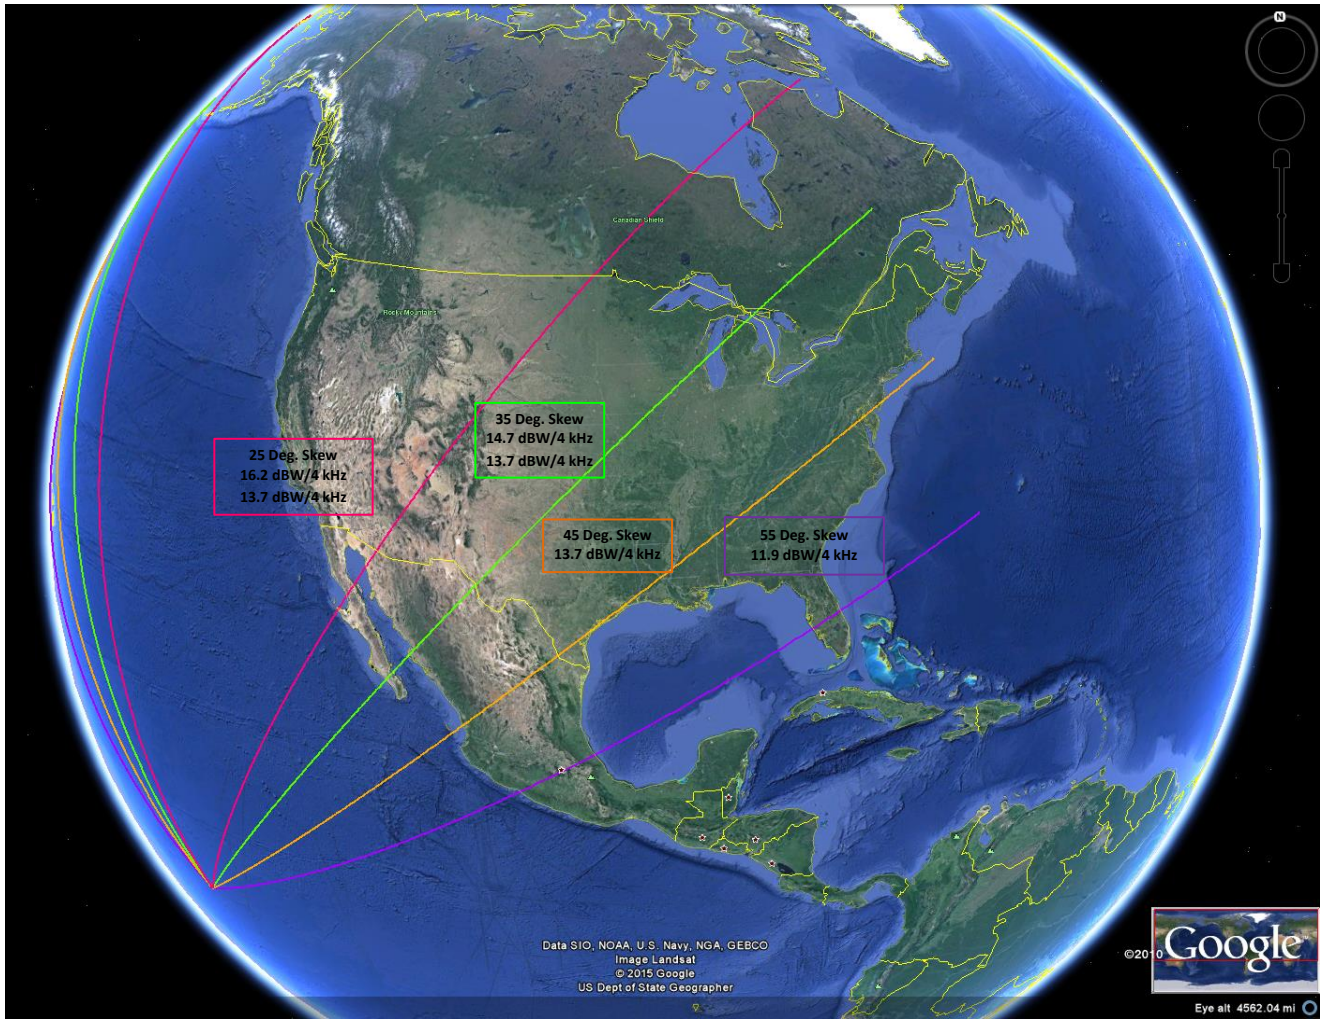 N
Canadian Shield
Rocky Mountains
35 Deg. Skew
14.7 dBW/4 kHz
13.7 dBW/4 kHz
25 Deg. Skew
16.2 dBW/4 kHz
13.7 dBW/4 kHz
45 Deg. Skew
13.7 dBW/4 kHz
55 Deg. Skew
11.9 dBW/4 kHz
Data SIO, NOAA, U.S. Navy, NGA, GEBCO
Image Landsat
© 2015 Google
US Dept of State Geographer
©2010 Google
Eye alt 4562.04 mi